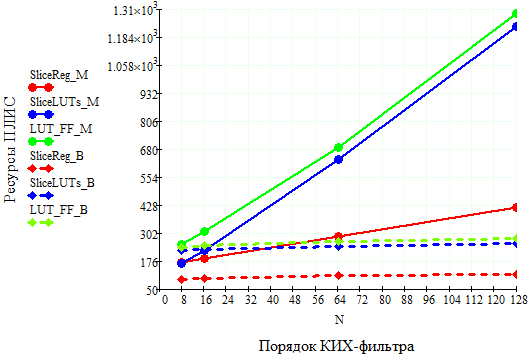 1.31×10³
1.184×10³
1.058×10³
932
806
680
554
428
302
176
50
Ресурсы ПЛИС
SliceReg_M
SliceLUTs_M
LUT_FF_M
SliceReg_B
SliceLUTs_B
LUT_FF_B
0 8 16 24 32 40 48 56 64 72 80 88 96 104 112 120 128
N
Порядок КИХ-фильтра